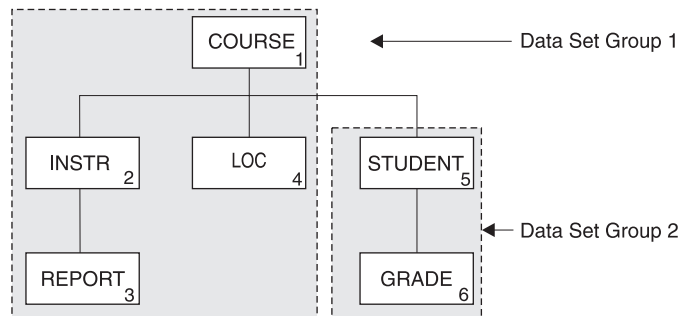 COURSE
1
Data Set Group 1
INSTR
2
LOC
4
STUDENT
5
Data Set Group 2
REPORT
3
GRADE
6